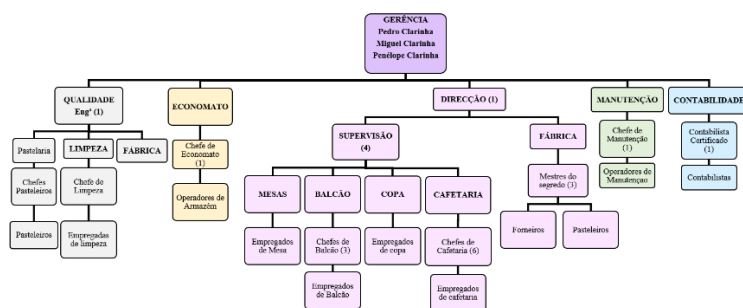 GERÊNCIA
Pedro Clarinha
Miguel Clarinha
Penélope Clarinha
QUALIDADE
Engª (1)
ECONOMATO
DIRECÇÃO (1)
MANUTENÇÃO
CONTABILIDADE
Pastelaria
LIMPEZA
FÁBRICA
Chefe de
Economato
(1)
SUPERVISÃO
(4)
FÁBRICA
Chefe de
Manutenção
(1)
Contabilista
Certificado
(1)
Chefes
Pasteleiros
Chefe de
Limpeza
Operadores de
Armazém
Mestres do
segredo (3)
Operadores de
Manutençao
Contabilistas
MESAS
BALCÃO
COPA
CAFETARIA
Pasteleiros
Empregadas
de limpeza
Empregados
de Mesa
Chefes de
Balcão (3)
Empregados
de copa
Chefes de
Cafetaria (6)
Forneiros
Pasteleiros
Empregados
de Balcão
Empregados
de cafetaria